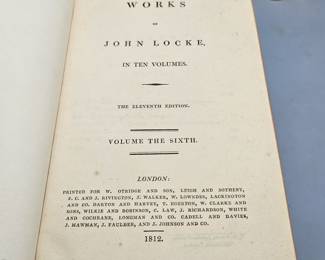 WORKS
OF
JOHN LOCKE,
IN TEN VOLUMES.
THE ELEVENTH EDITION.
VOLUME THE SIXTH.
LONDON:
PRINTED FOR W. OTRIDGE AND SON, LEIGH AND SOTHEBY,
F. C. AND J. RIVINGTON, J. WALKER, W. LOWNDES, LACKINGTON
AND CO. DARTON AND HARVEY, T. EGERTON, W. CLARKE AND
SONS, WILKIE AND ROBINSON, C. LAW, J. RICHARDSON, WHITE
AND COCHRANE, LONGMAN AND CO. CADELL AND DAVIES,
J. MAWMAN, J. FAULDER, AND J. JOHNSON AND CO.
1812.